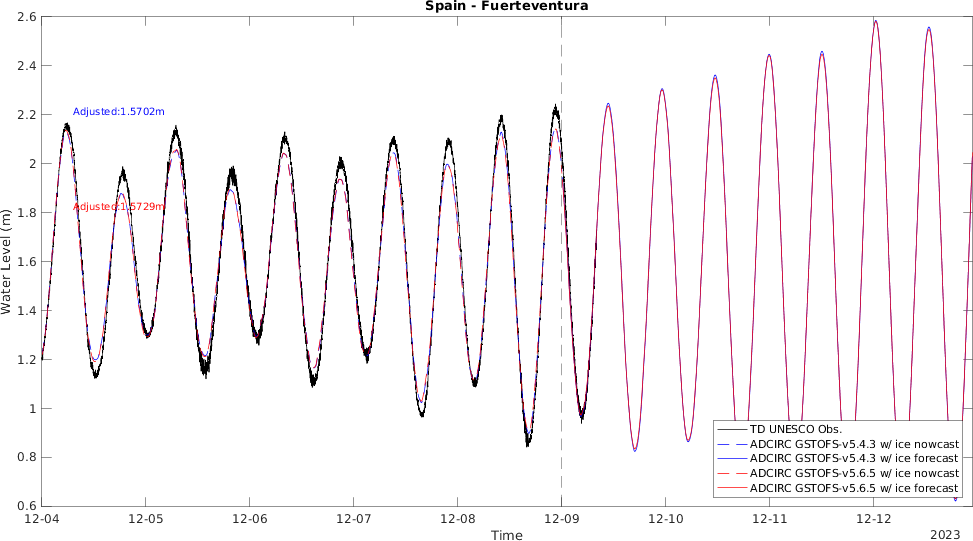 Spain - Fuerteventura
2.6
2.4
2.2
2
1.8
1.6
1.4
1.2
1
0.8
0.6
Water Level (m)
Adjusted:1.5702m
Adjusted:1.5729m
TD UNESCO Obs.
ADCIRC GSTOFS-v5.4.3 w/ ice nowcast
ADCIRC GSTOFS-v5.4.3 w/ ice forecast
ADCIRC GSTOFS-v5.6.5 w/ ice nowcast
ADCIRC GSTOFS-v5.6.5 w/ ice forecast
12-04 12-05 12-06 12-07 12-08 12-09 12-10 12-11 12-12
Time
2023